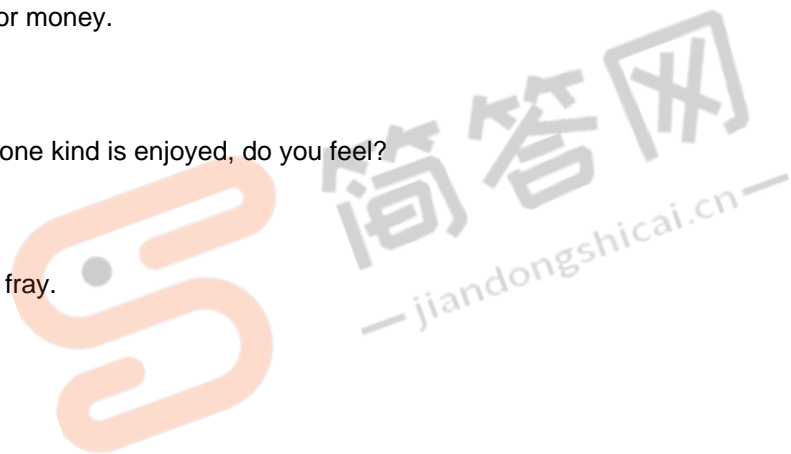 or money.
one kind is enjoyed, do you feel?
fray.
简答网
jiandongshicai.cn